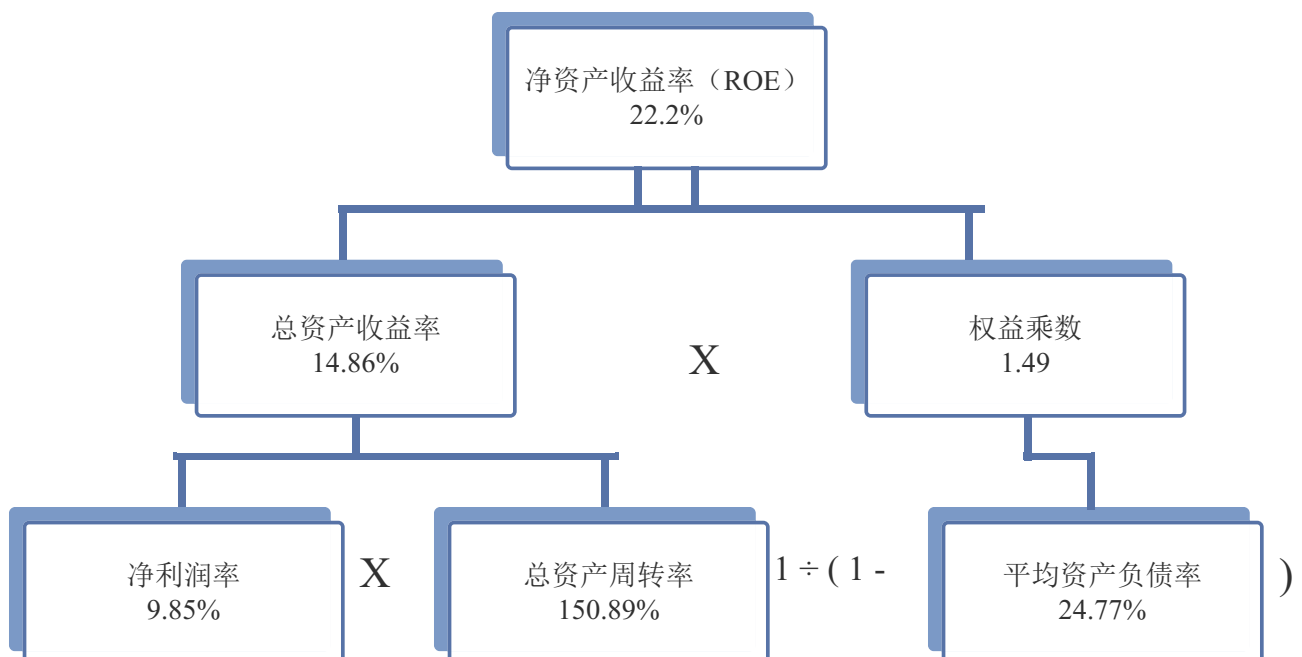 净资产收益率（ROE）
22.2%
总资产收益率
14.86%
X
权益乘数
1.49
净利润率
9.85%
X
总资产周转率
150.89%
1 ÷ ( 1 -
平均资产负债率
24.77%
)